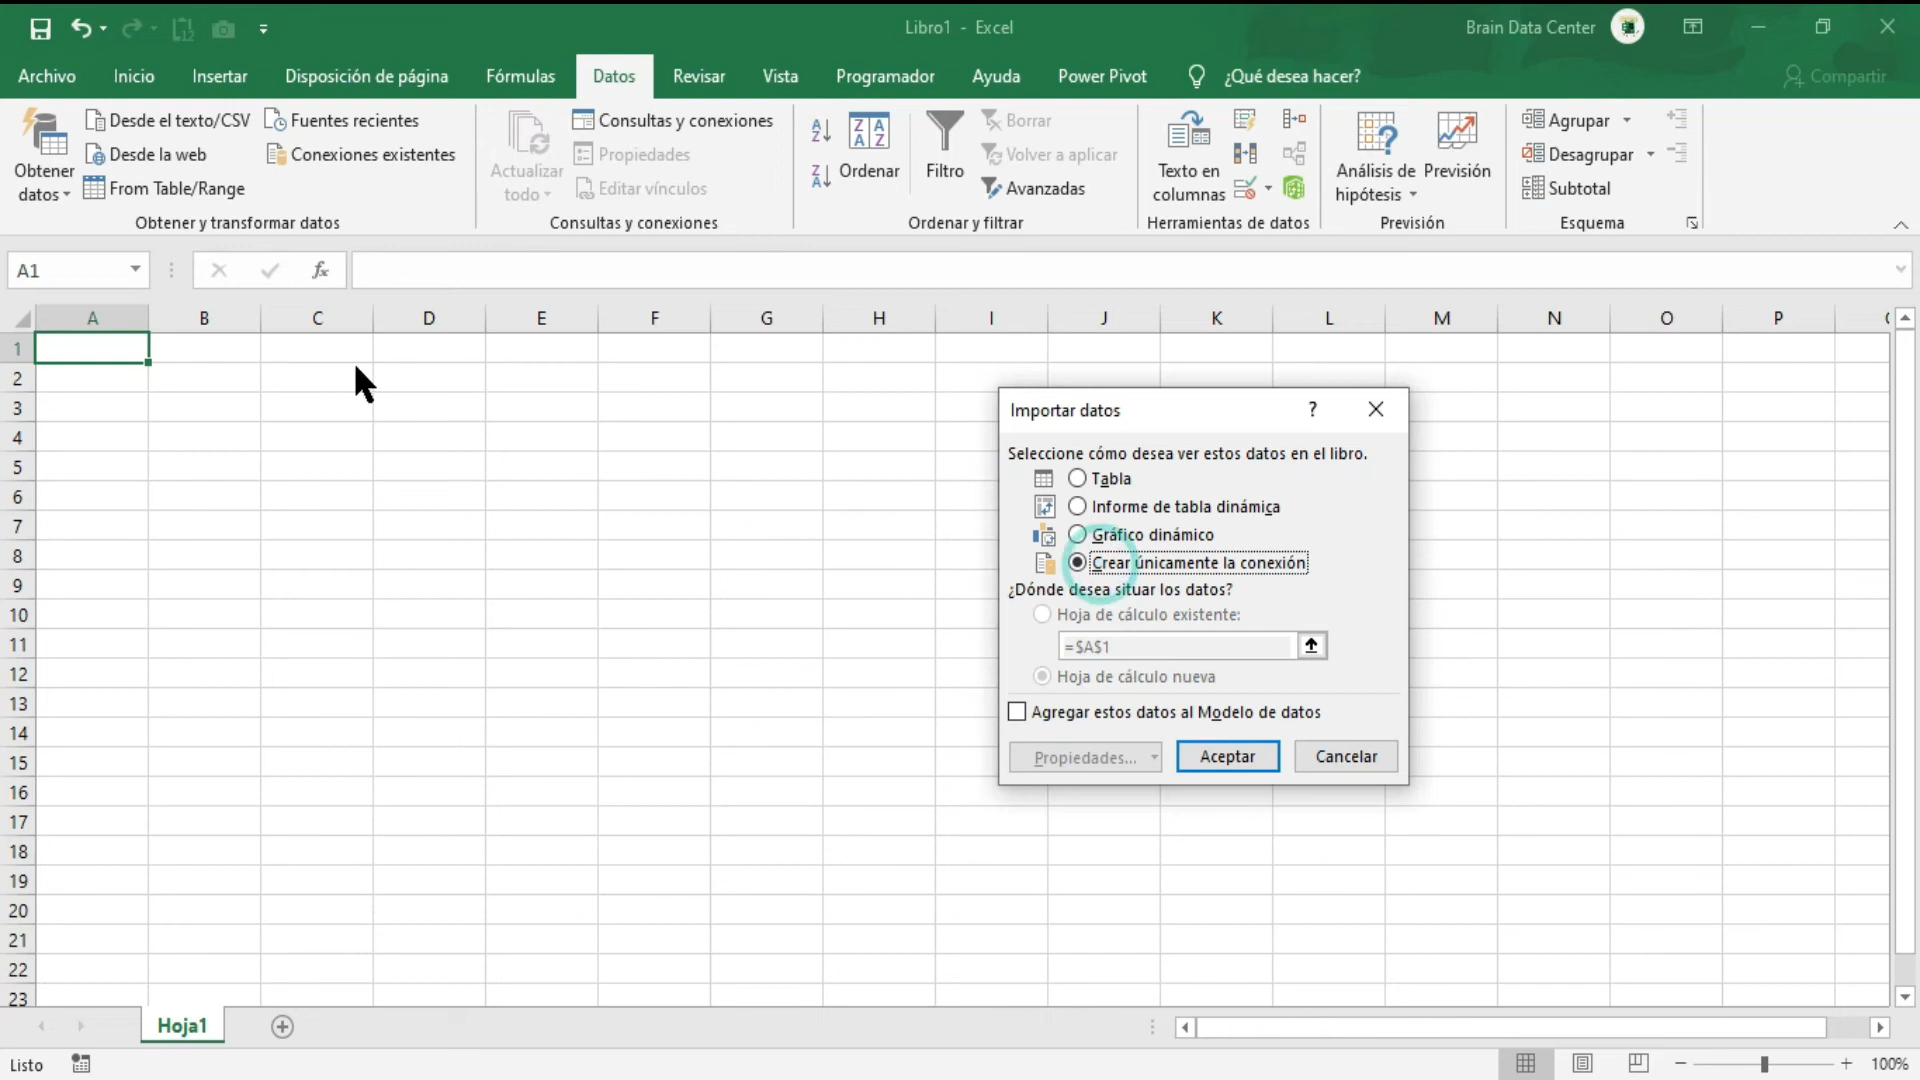 Libro1 - Excel
Brain Data Center
Archivo Inicio Insertar Disposición de página Fórmulas Datos Revisar Vista Programador Ayuda Power Pivot ¿Qué desea hacer? Compartir
Obtener datos
Desde el texto/CSV
Desde la web
From Table/Range
Fuentes recientes
Conexiones existentes
Obtener y transformar datos
Actualizar todo
Consultas y conexiones
Propiedades
Editar vínculos
Consultas y conexiones
Ordenar
Filtro
Borrar
Volver a aplicar
Avanzadas
Ordenar y filtrar
Texto en columnas
Herramientas de datos
Análisis de hipótesis
Previsión
Previsión
Agrupar
Desagrupar
Subtotal
Esquema
A1
fx
A B C D E F G H I J K L M N O P
1
2
3
4
5
6
7
8
9
10
11
12
13
14
15
16
17
18
19
20
21
22
23
Importar datos ?
Seleccione cómo desea ver estos datos en el libro.
Tabla
Informe de tabla dinámica
Gráfico dinámico
Crear únicamente la conexión
¿Dónde desea situar los datos?
Hoja de cálculo existente:
=$A$1
Hoja de cálculo nueva
Agregar estos datos al Modelo de datos
Propiedades... Aceptar Cancelar
Hoja1
Listo
100%